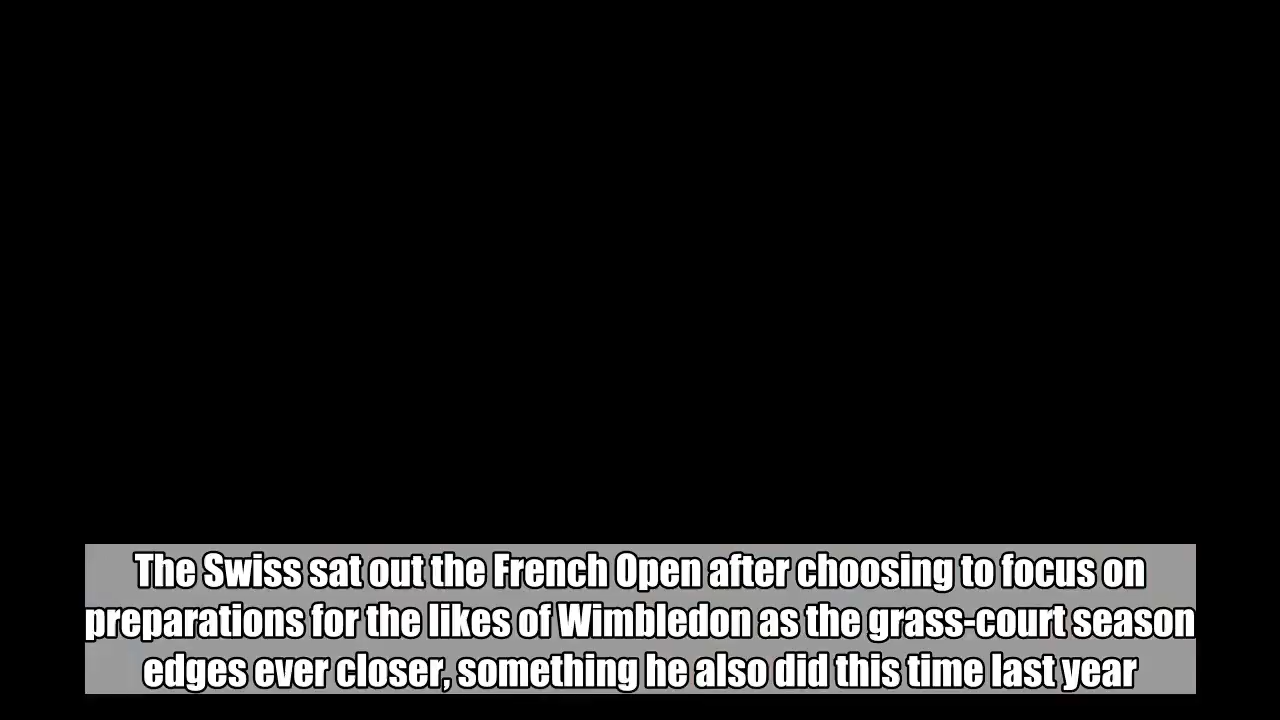 The Swiss sat out the French Open after choosing to focus on
preparations for the likes of Wimbledon as the grass-court season
edges ever closer, something he also did this time last year